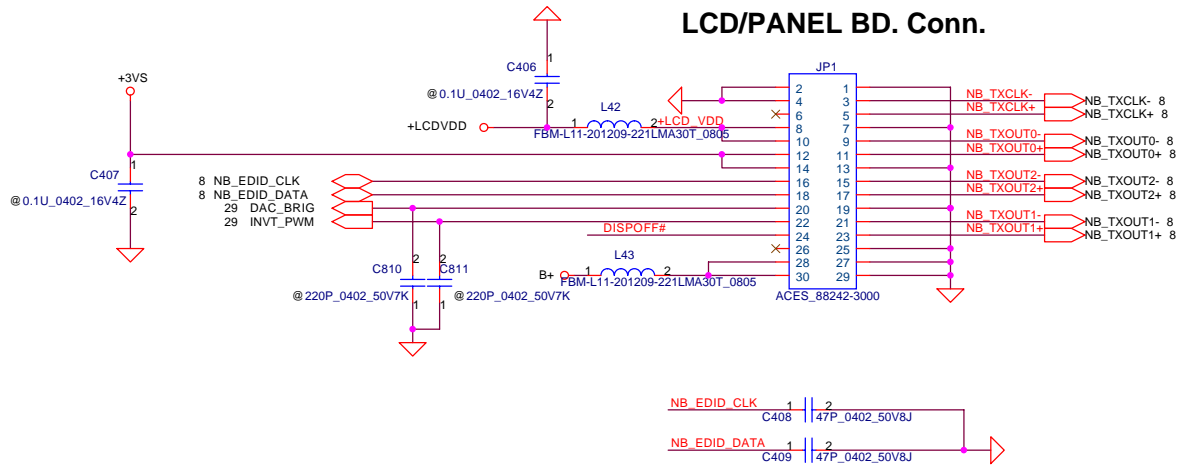 LCD/PANEL BD. Conn.
JP1
+3VS
C406
1
2
@0.1U_0402_16V4Z
+LCDVDD
L42
1
2
+LCD_VDD
FBM-L11-201209-221LMA30T_0805
C407
1
2
@0.1U_0402_16V4Z
8 NB_EDID_CLK
8 NB_EDID_DATA
29 DAC_BRIG
29 INVT_PWM
DISPOFF#
C810
2
1
@220P_0402_50V7K
C811
2
1
@220P_0402_50V7K
B+
L43
1
2
FBM-L11-201209-221LMA30T_0805
2 1
4 3
6 5
8 7
10 9
12 11
14 13
16 15
18 17
20 19
22 21
24 23
26 25
28 27
30 29
ACES_88242-3000
NB_TXCLK- NB_TXCLK- 8
NB_TXCLK+ NB_TXCLK+ 8
NB_TXOUT0- NB_TXOUT0- 8
NB_TXOUT0+ NB_TXOUT0+ 8
NB_TXOUT2- NB_TXOUT2- 8
NB_TXOUT2+ NB_TXOUT2+ 8
NB_TXOUT1- NB_TXOUT1- 8
NB_TXOUT1+ NB_TXOUT1+ 8
NB_EDID_CLK
1 2
C408 47P_0402_50V8J
NB_EDID_DATA
1 2
C409 47P_0402_50V8J